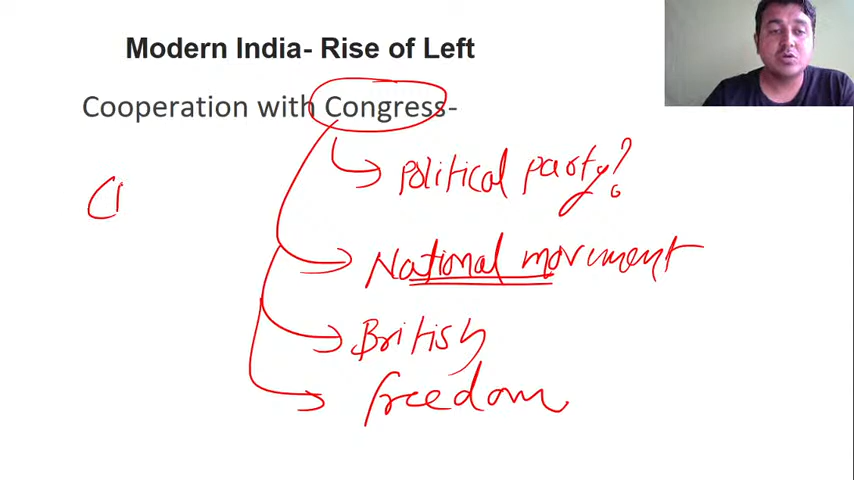 Modern India- Rise of Left
Cooperation with Congress-
Political party?
National movement
British
freedom